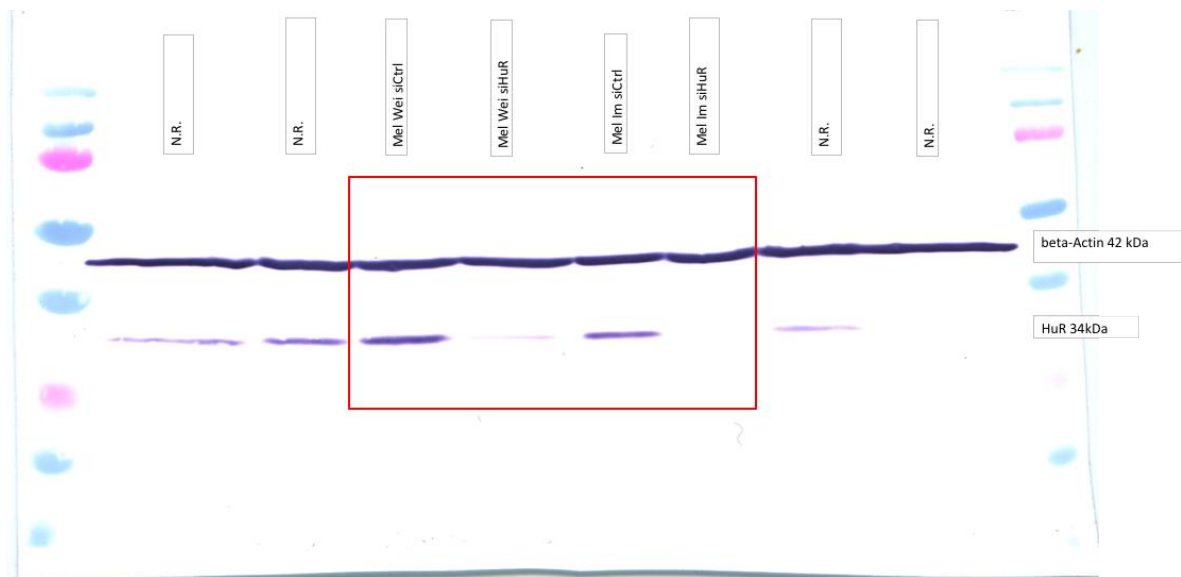 N.R.
N.R.
Mel Wei siCtrl
Mel Wei siHuR
Mel Im siCtrl
Mel Im siHuR
N.R.
N.R.
beta-Actin 42 kDa
HuR 34kDa